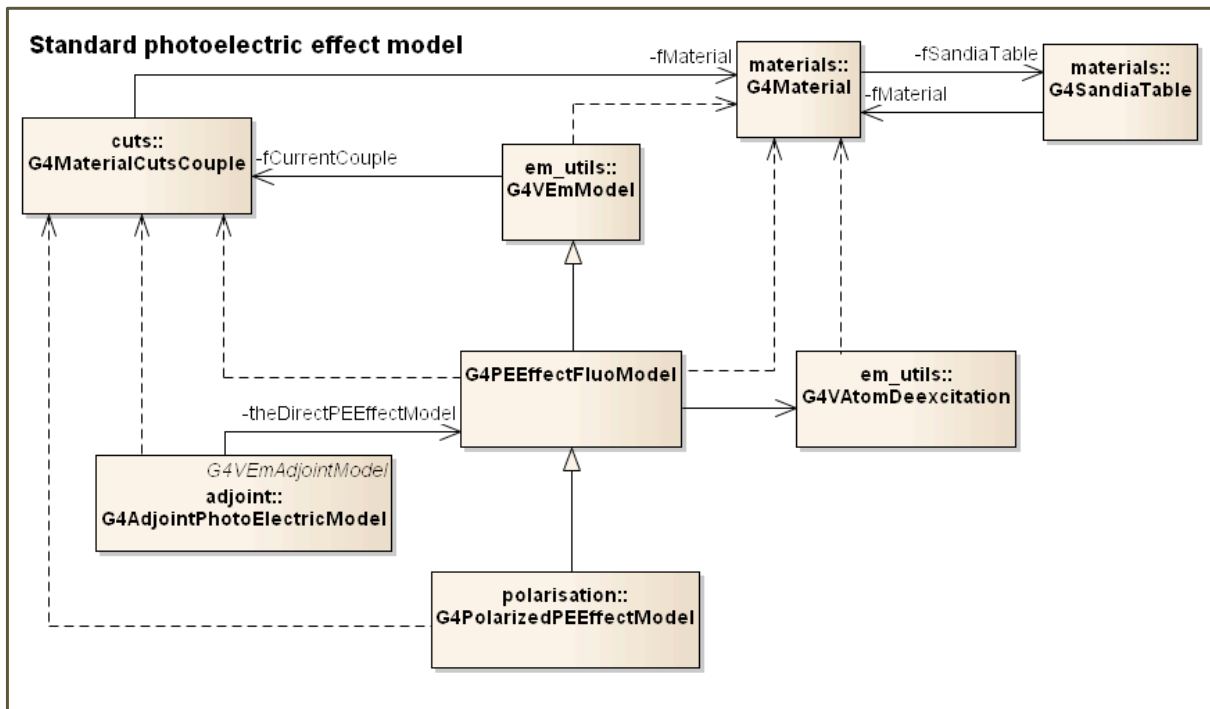 Standard photoelectric effect model
-fMaterial
materials::
G4Material
-fSandiaTable
-fMaterial
materials::
G4SandiaTable
cuts::
G4MaterialCutsCouple
-fCurrentCouple
em_utils::
G4VEmModel
G4PEEffectFluoModel
em_utils::
G4VAtomDeexcitation
-theDirectPEEffectModel
G4VEmAdjointModel
adjoint::
G4AdjointPhotoElectricModel
polarisation::
G4PolarizedPEEffectModel